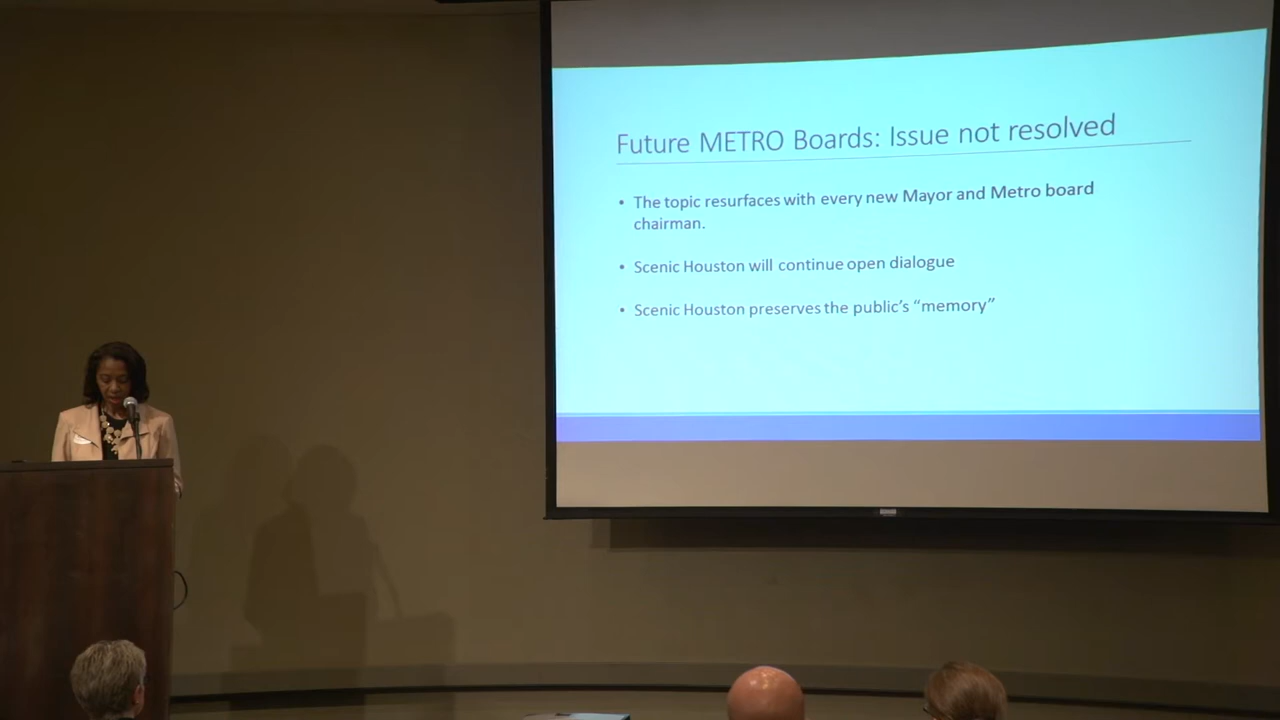 Future METRO Boards: Issue not resolved
• The topic resurfaces with every new Mayor and Metro board
chairman.
• Scenic Houston will continue open dialogue
• Scenic Houston preserves the public’s “memory”